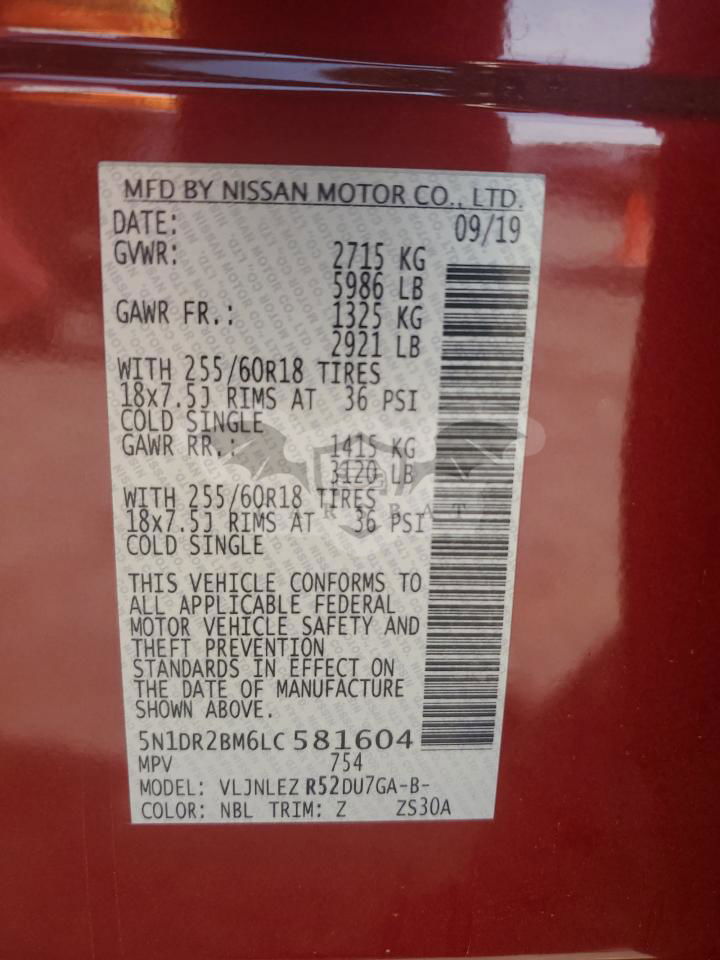 MFD BY NISSAN MOTOR CO., LTD.
DATE: 09/19
GVWR: 2715 KG
5986 LB
GAWR FR.: 1325 KG
2921 LB
WITH 255/60R18 TIRES
18x7.5J RIMS AT 36 PSI
COLD SINGLE
GAWR RR.: 1415 KG
3120 LB
WITH 255/60R18 TIRES
18x7.5J RIMS AT 36 PSI
COLD SINGLE
THIS VEHICLE CONFORMS TO
ALL APPLICABLE FEDERAL
MOTOR VEHICLE SAFETY AND
THEFT PREVENTION
STANDARDS IN EFFECT ON
THE DATE OF MANUFACTURE
SHOWN ABOVE.
5N1DR2BM6LC581604
MPV 754
MODEL: VLJNLEZ R52DU7GA-B-
COLOR: NBL TRIM: Z ZS30A